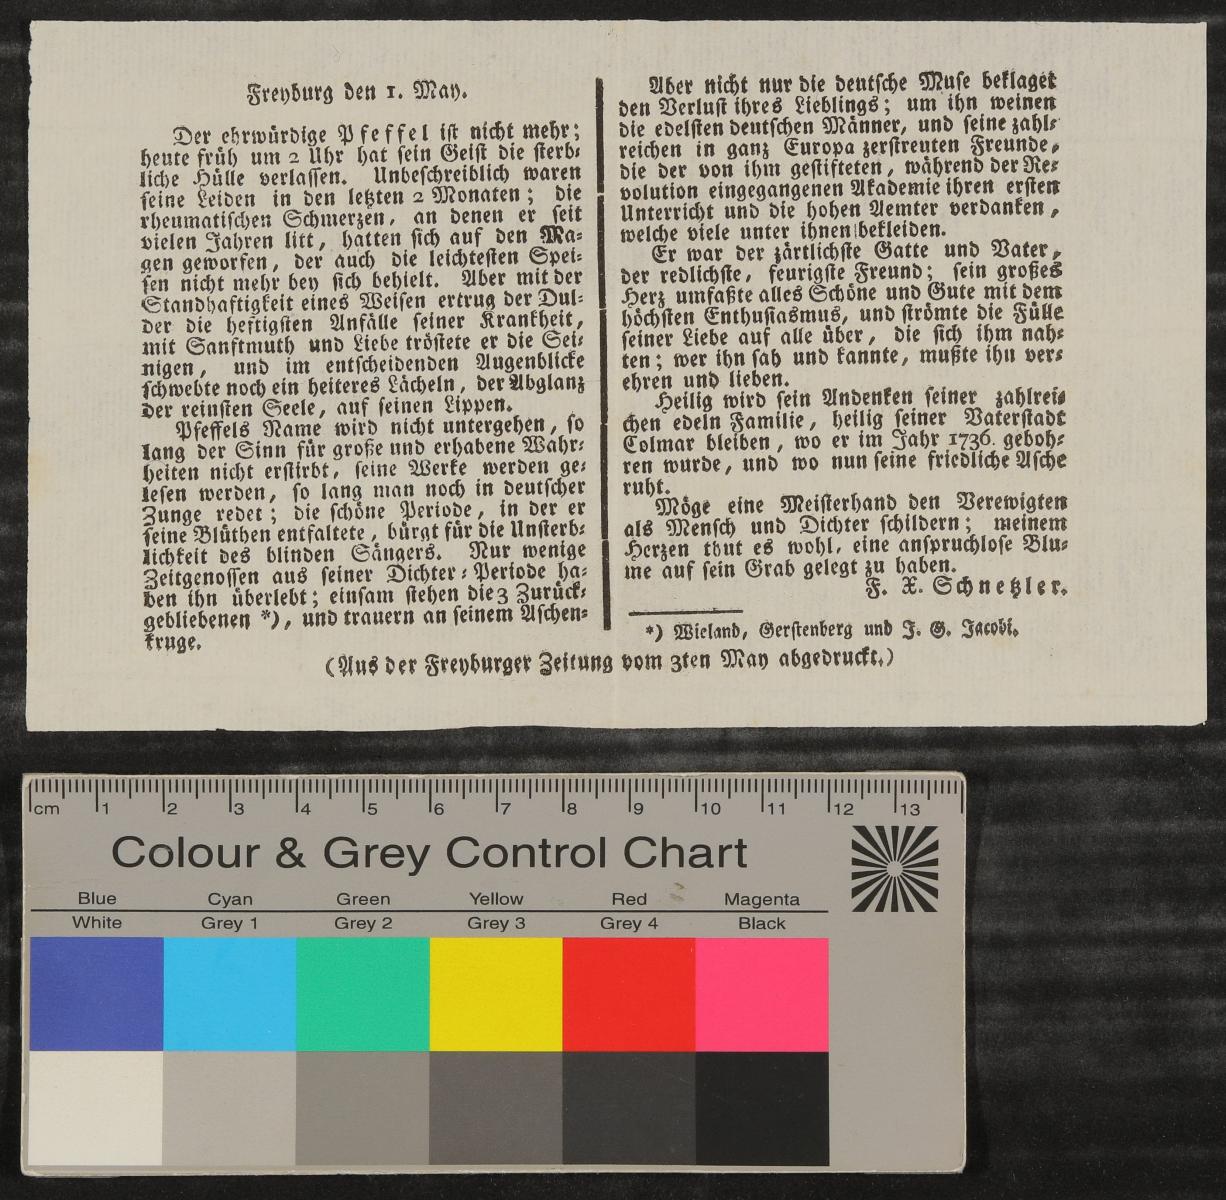 Freyburg den 1. May.
Der ehrwürdige Pfeffel ist nicht mehr;
heute früh um 2 Uhr hat sein Geist die sterb-
liche Hülle verlassen. Unbeschreiblich waren
seine Leiden in den letzten 2 Monaten; die
rheumatischen Schmerzen, an denen er seit
vielen Jahren litt, hatten sich auf den Ma-
gen geworfen, der auch die leichtesten Spei-
sen nicht mehr bey sich behielt. Aber mit der
Standhaftigkeit eines Weisen ertrug der Dul-
der die heftigsten Anfälle seiner Krankheit,
mit Sanftmuth und Liebe tröstete er die Sei-
nigen, und im entscheidenden Augenblicke
schwebte noch ein heiteres Lächeln, der Abglanz
der reinsten Seele, auf seinen Lippen.
Pfeffels Name wird nicht untergehen, so
lang der Sinn für große und erhabene Wahr-
heiten nicht erstirbt, seine Werke werden ge-
lesen werden, so lang man noch in deutscher
Zunge redet; die schöne Periode, in der er
seine Blüthen entfaltete, bürgt für die Unsterb-
lichkeit des blinden Sängers. Nur wenige
Zeitgenossen aus seiner Dichter-Periode ha-
ben ihn überlebt; einsam stehen die 3 Zurück-
gebliebenen *), und trauern an seinem Aschen-
kruge.
Aber nicht nur die deutsche Muse beklaget
den Verlust ihres Lieblings; um ihn weinen
die edelsten deutschen Männer, und seine zahl-
reichen in ganz Europa zerstreuten Freunde,
die der von ihm gestifteten, während der Re-
volution eingegangenen Akademie ihren ersten
Unterricht und die hohen Aemter verdanken,
welche viele unter ihnen bekleiden.
Er war der zärtlichste Gatte und Vater,
der redlichste, feurigste Freund; sein großes
Herz umfaßte alles Schöne und Gute mit dem
höchsten Enthusiasmus, und strömte die Fülle
seiner Liebe auf alle über, die sich ihm nah-
ten; wer ihn sah und kannte, mußte ihn ver-
ehren und lieben.
Heilig wird sein Andenken seiner zahlrei-
chen edeln Familie, heilig seiner Vaterstadt
Colmar bleiben, wo er im Jahr 1736. geboh-
ren wurde, und wo nun seine friedliche Asche
ruht.
Möge eine Meisterhand den Verewigten
als Mensch und Dichter schildern; meinem
Herzen thut es wohl, eine anspruchlose Blu-
me auf sein Grab gelegt zu haben.
F. X. Schnetzler.
*) Wieland, Gerstenberg und J. G. Jacobi.
(Aus der Freyburger Zeitung vom 3ten May abgedruckt.)
cm 1 2 3 4 5 6 7 8 9 10 11 12 13
Colour & Grey Control Chart
Blue Cyan Green Yellow Red Magenta
White Grey 1 Grey 2 Grey 3 Grey 4 Black